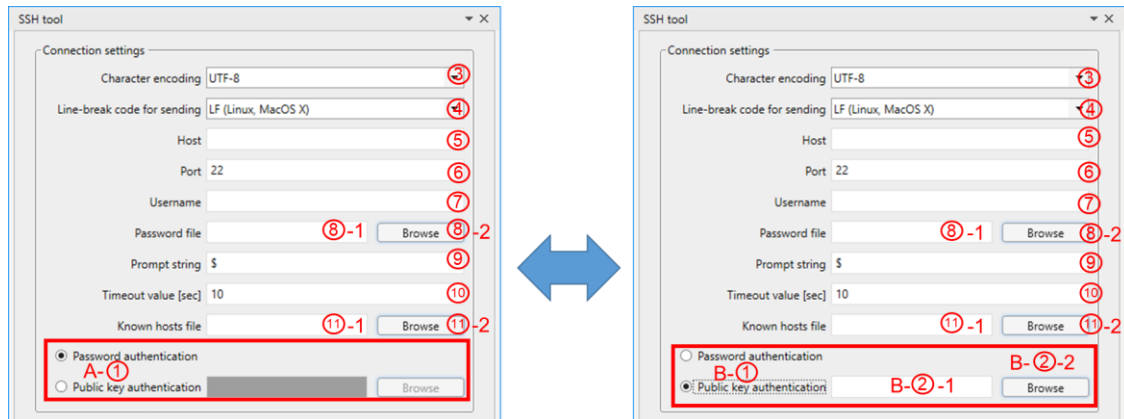 SSH tool
Connection settings
Character encoding UTF-8 ③
Line-break code for sending LF (Linux, MacOS X) ④
Host ⑤
Port 22 ⑥
Username ⑦
Password file ⑧-1 Browse ⑧-2
Prompt string $ ⑨
Timeout value [sec] 10 ⑩
Known hosts file ⑪-1 Browse ⑪-2
Password authentication
A-①
Public key authentication Browse
SSH tool
Connection settings
Character encoding UTF-8 ③
Line-break code for sending LF (Linux, MacOS X) ④
Host ⑤
Port 22 ⑥
Username ⑦
Password file ⑧-1 Browse ⑧-2
Prompt string $ ⑨
Timeout value [sec] 10 ⑩
Known hosts file ⑪-1 Browse ⑪-2
Password authentication
B-① B-②-2
Public key authentication B-②-1 Browse